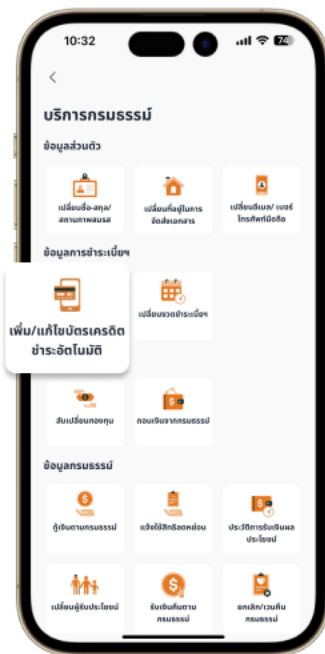 10:32
74
บริการกรมธรรม์
ข้อมูลส่วนตัว
เปลี่ยนชื่อ-สกุล/
สถานภาพสมรส
เปลี่ยนที่อยู่ในการ
จัดส่งเอกสาร
เปลี่ยนอีเมล/ เบอร์
โทรศัพท์มือถือ
ข้อมูลการชำระเบี้ยฯ
เพิ่ม/แก้ไขบัตรเครดิต
ชำระอัตโนมัติ
เปลี่ยนงวดชำระเบี้ยฯ
สับเปลี่ยนกองทุน
ถอนเงินจากกรมธรรม์
ข้อมูลกรมธรรม์
กู้เงินตามกรมธรรม์
แจ้งใช้สิทธิลดหย่อน
ประวัติการรับเงินผล
ประโยชน์
เปลี่ยนผู้รับประโยชน์
รับเงินคืนตาม
กรมธรรม์
ยกเลิก/เวนคืน
กรมธรรม์